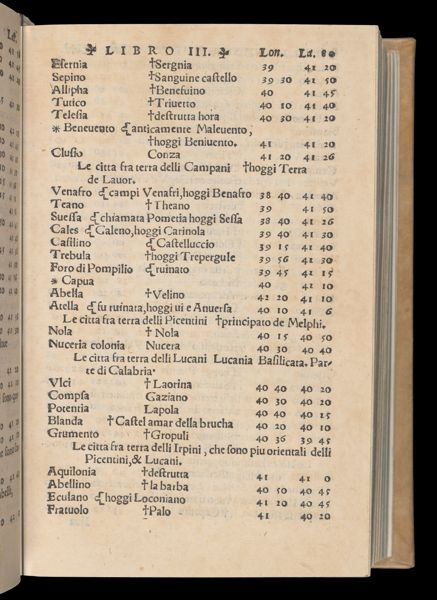 ✥ LIBRO III. ✥ Lon. La. 80
Esernia †Sergnia 39 41 20
Sepino †Sanguine castello 39 30 41 50
Allipha †Benefuino 40 41 45
Tutico †Triuerto 40 10 41 40
Telesia †destrutta hora 40 30 41 20
* Beneueuto ⁅anticamente Maleuento,
†hoggi Beniuento. 41 41 20
Clusio Conza 41 20 41 26
Le citta fra terra delli Campani †hoggi Terra
de Lauor.
Venafro ⁅campi Venafri, hoggi Benafro 38 40 41 40
Teano †Theano 39 41 50
Suessa ⁅chiamata Pometia hoggi Sessa 38 40 41 26
Cales ⁅Caleno, hoggi Carinola 39 40 41 30
Casilino ⁅Castelluccio 39 15 41 40
Trebula †hoggi Trepergule 39 56 41 30
Foro di Pompilio ⁅ruinato 39 45 41 15
* Capua 40 41 10
Abella †Velino 42 20 41 10
Atella ⁅fu ruinata, hoggi ui e Anuersa 40 10 41 6
Le citta fra terra delli Picentini †principato de Melphi.
Nola †Nola 40 15 40 50
Nuceria colonia Nucera 40 30 40 40
Le citta fra terra delli Lucani Lucania Basilicata. Par-
te di Calabria.
Vlci †Laorina 40 40 40 20
Compsa Gaziano 40 30 40 20
Potentia Lapola 40 40 40 15
Blanda †Castel amar della brucha 40 20 40 10
Grumento †Gropuli 40 36 39 45
Le citta fra terra delli Irpini, che sono piu orientali delli
Picentini, & Lucani.
Aquilonia †destrutta 41 41 0
Abellino †la barba 40 50 40 45
Eculano ⁅hoggi Loconiano 41 20 40 45
Fratuolo †Palo 41 40 20